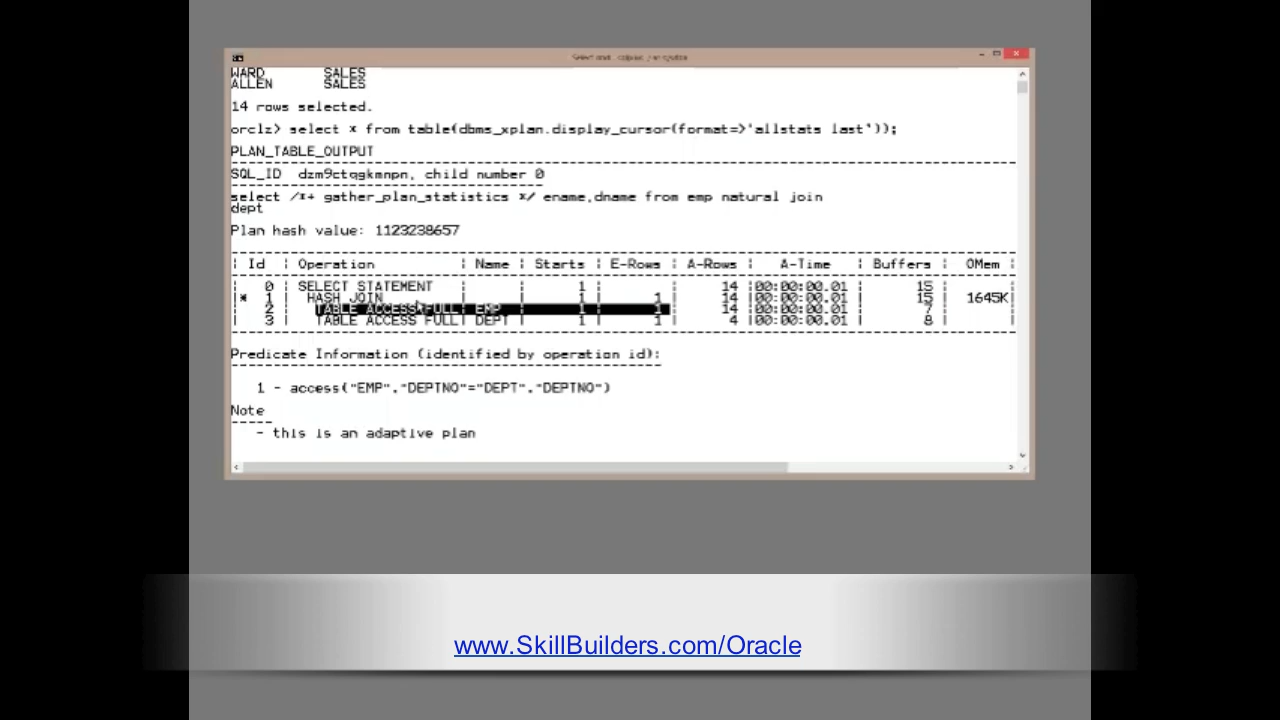 WARD SALES
ALLEN SALES
14 rows selected.
orclz> select * from table(dbms_xplan.display_cursor(format=>'allstats last'));
PLAN_TABLE_OUTPUT
SQL_ID dzm9ctqgkmnpn, child number 0
select /*+ gather_plan_statistics */ ename,dname from emp natural join
dept
Plan hash value: 1123238657
| Id | Operation | Name | Starts | E-Rows | A-Rows | A-Time | Buffers | OMem |
| 0 | SELECT STATEMENT | | 1 | | 14 |00:00:00.01 | 15 | |
|* 1 | HASH JOIN | | 1 | 1 | 14 |00:00:00.01 | 15 | 1645K|
| 2 | TABLE ACCESS FULL| EMP | 1 | 1 | 14 |00:00:00.01 | 7 | |
| 3 | TABLE ACCESS FULL| DEPT | 1 | 1 | 4 |00:00:00.01 | 8 | |
Predicate Information (identified by operation id):
1 - access("EMP"."DEPTNO"="DEPT"."DEPTNO")
Note
- this is an adaptive plan
www.SkillBuilders.com/Oracle